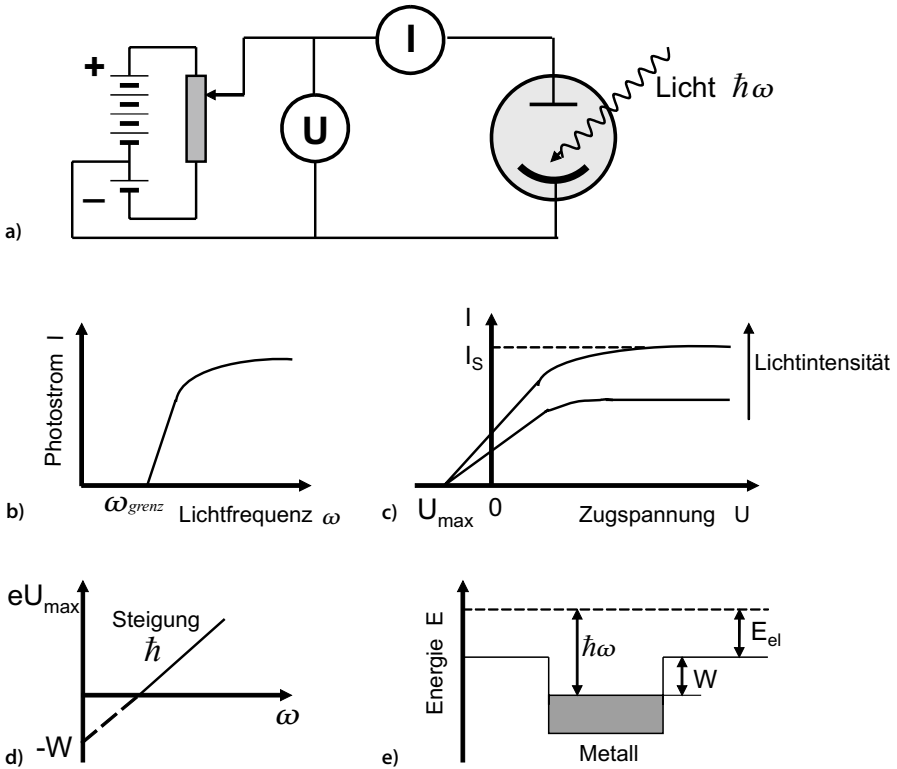 +
I
Licht ħω
U
−
a)
Photostrom I
ω_grenz
Lichtfrequenz ω
b)
I
I_S
Lichtintensität
U_max
0
Zugspannung U
c)
eU_max
Steigung
ħ
ω
-W
d)
Energie E
ħω
E_el
W
Metall
e)